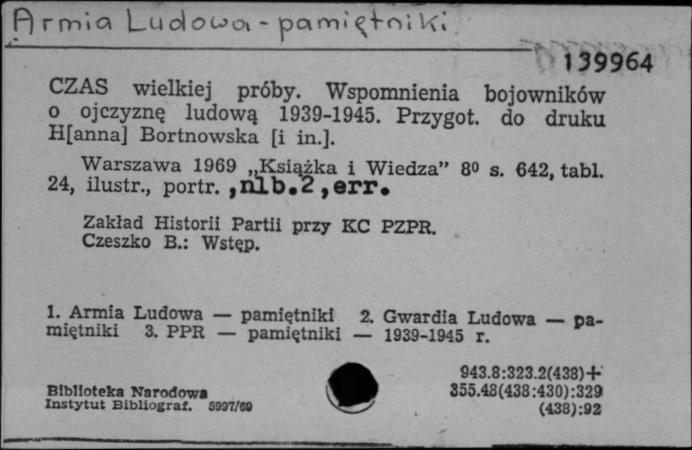 Armia Ludowa - pamiętniki
139964
CZAS wielkiej próby. Wspomnienia bojowników
o ojczyznę ludową 1939-1945. Przygot. do druku
H[anna] Bortnowska [i in.].
Warszawa 1969 „Książka i Wiedza” 8⁰ s. 642, tabl.
24, ilustr., portr. ,nlb.2,err.
Zakład Historii Partii przy KC PZPR.
Czeszko B.: Wstęp.
1. Armia Ludowa — pamiętniki 2. Gwardia Ludowa — pa-
miętniki 3. PPR — pamiętniki — 1939-1945 r.
943.8:323.2(438)+
Biblioteka Narodowa 355.48(438:430):329
Instytut Bibliograf. 5997/69 (438):92